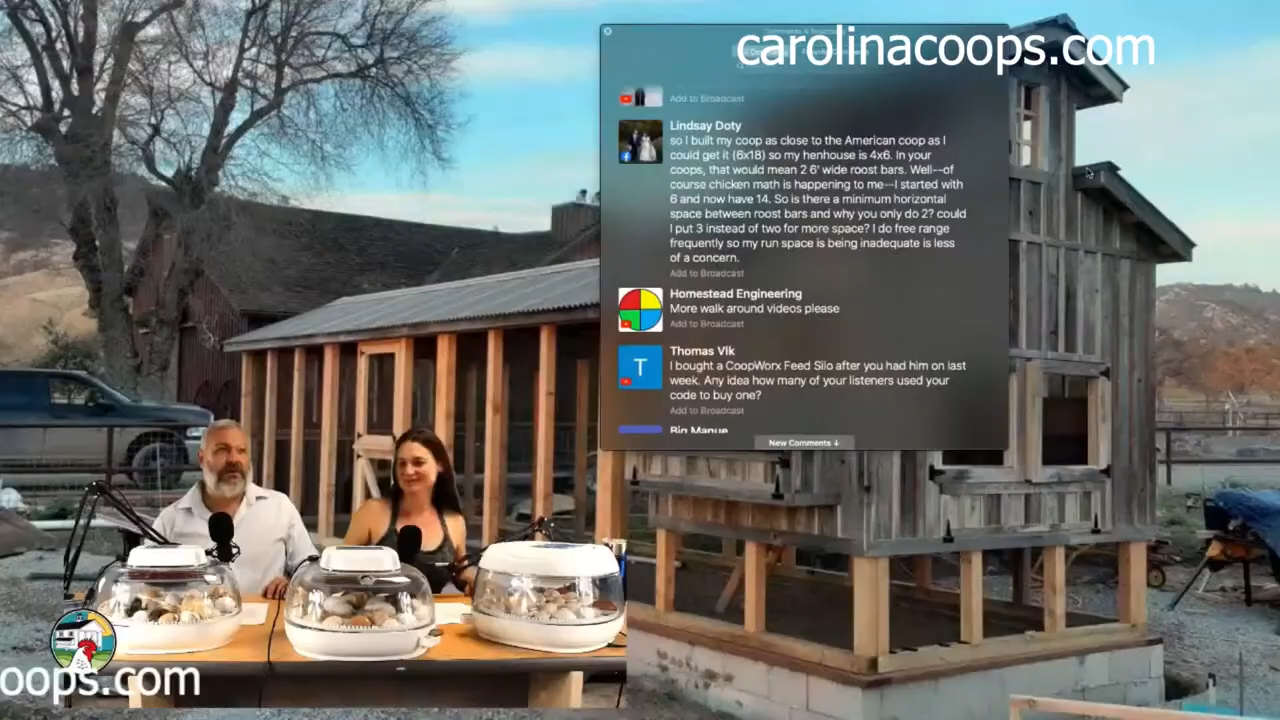 carolinacoops.com
Add to Broadcast
Lindsay Doty
so I built my coop as close to the American coop as I
could get it (6x18) so my henhouse is 4x6. In your
coops, that would mean 2 6' wide roost bars. Well--of
course chicken math is happening to me--I started with
6 and now have 14. So is there a minimum horizontal
space between roost bars and why you only do 2? could
I put 3 instead of two for more space? I do free range
frequently so my run space is being inadequate is less
of a concern.
Add to Broadcast
Homestead Engineering
More walk around videos please
Add to Broadcast
T
Thomas Vlk
I bought a CoopWorx Feed Silo after you had him on last
week. Any idea how many of your listeners used your
code to buy one?
Add to Broadcast
Big Manue
New Comments ↓
oops.com